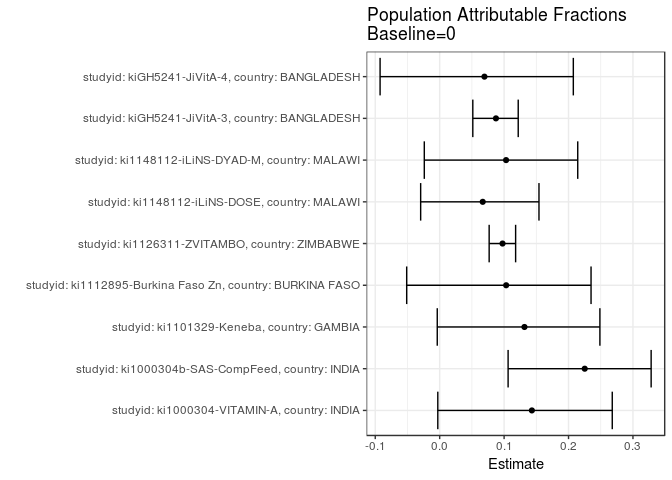 Population Attributable Fractions
Baseline=0
studyid: kiGH5241-JiVitA-4, country: BANGLADESH
studyid: kiGH5241-JiVitA-3, country: BANGLADESH
studyid: ki1148112-iLiNS-DYAD-M, country: MALAWI
studyid: ki1148112-iLiNS-DOSE, country: MALAWI
studyid: ki1126311-ZVITAMBO, country: ZIMBABWE
studyid: ki1112895-Burkina Faso Zn, country: BURKINA FASO
studyid: ki1101329-Keneba, country: GAMBIA
studyid: ki1000304b-SAS-CompFeed, country: INDIA
studyid: ki1000304-VITAMIN-A, country: INDIA
-0.1 0.0 0.1 0.2 0.3
Estimate